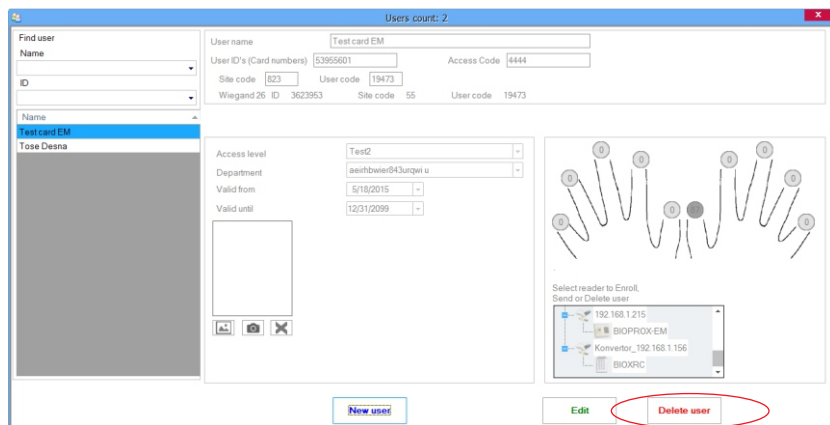 Users count: 2
x
Find user
Name
ID
Name
Test card EM
Tose Desna
User name Test card EM
User ID's (Card numbers) 53955601 Access Code 4444
Site code 823 User code 19473
Wiegand 26 ID 3623953 Site code 55 User code 19473
Access level Test2
Department aeirhbwier843urqwi u
Valid from 5/18/2015
Valid until 12/31/2099
0 0 0 0
0 0 0
0 0
Select reader to Enroll,
Send or Delete user
192.168.1.215
BIOPROX-EM
Konvertor_192.168.1.156
BIOXRC
New user Edit Delete user